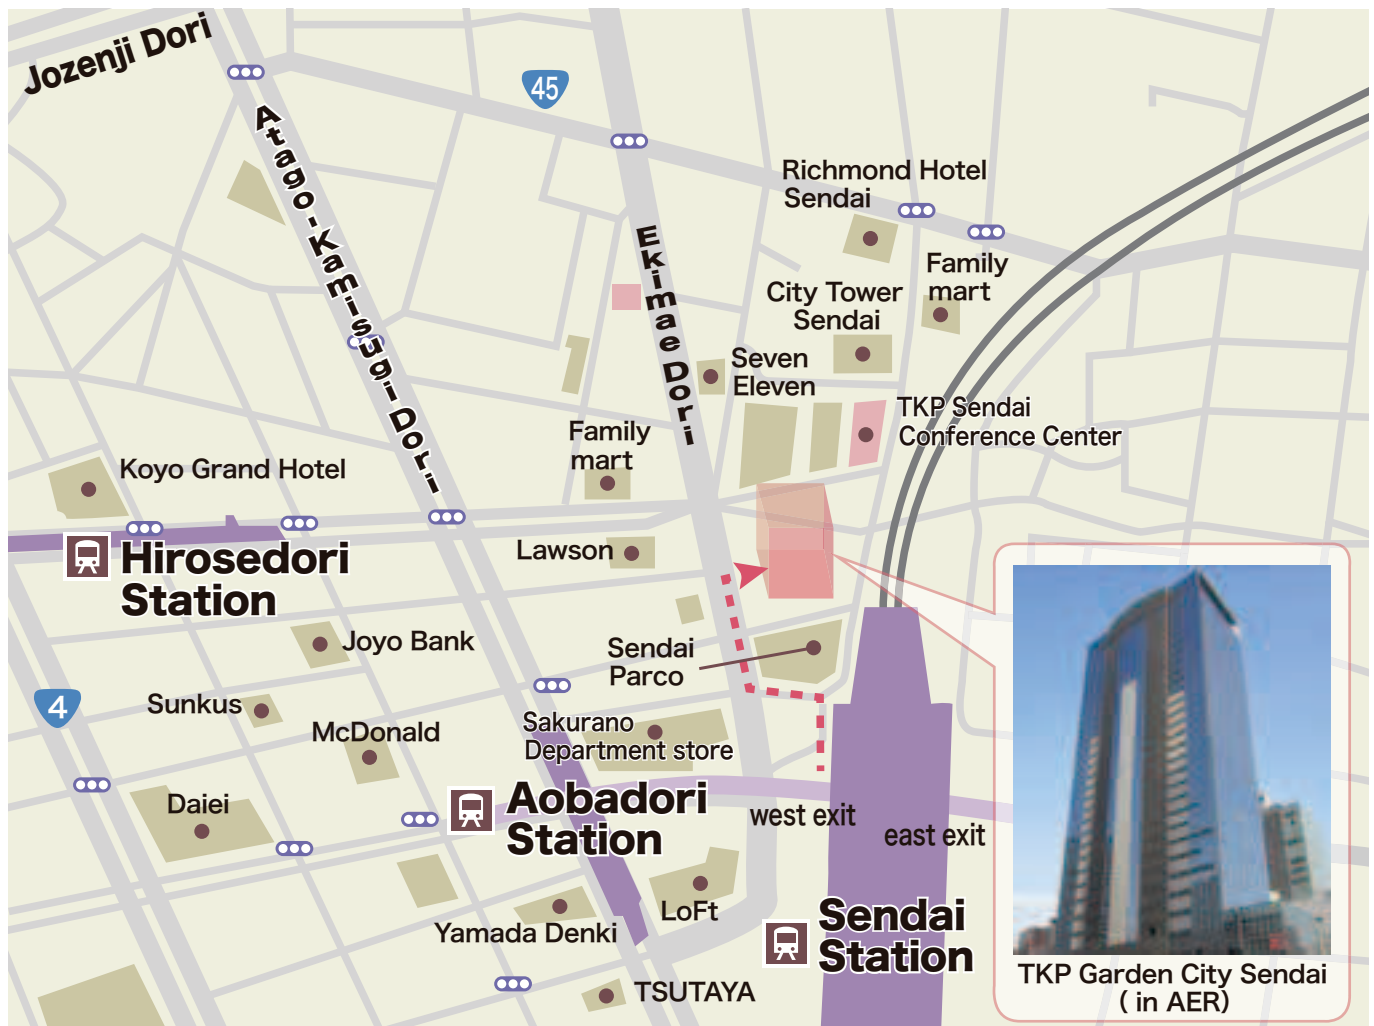 Jozenji Dori
45
Atago-Kamisugi Dori
Richmond Hotel
Sendai
Ekimae Dori
Family
mart
City Tower
Sendai
Seven
Eleven
TKP Sendai
Conference Center
Family
mart
Koyo Grand Hotel
Lawson
Hirosedori
Station
Joyo Bank
Sendai
Parco
4
Sunkus
McDonald
Sakurano
Department store
Daiei
Aobadori
Station
west exit
east exit
LoFt
Yamada Denki
Sendai
Station
TSUTAYA
TKP Garden City Sendai
( in AER)